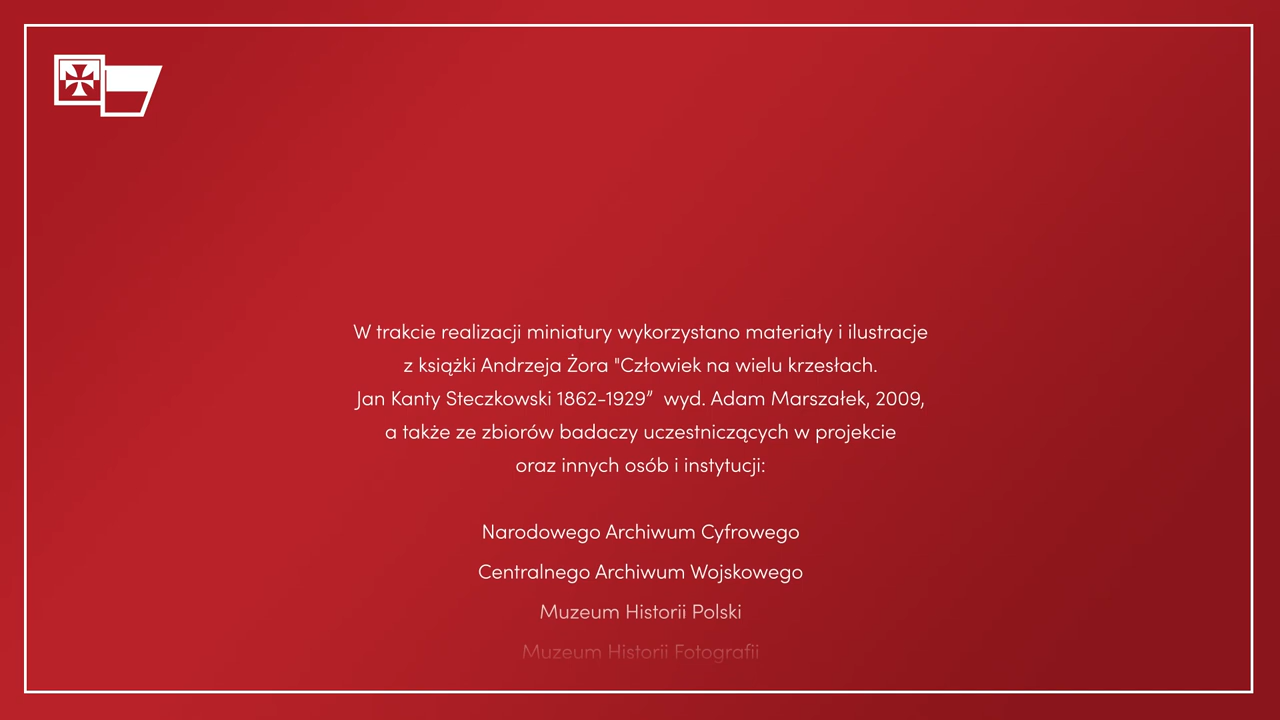 W trakcie realizacji miniatury wykorzystano materiały i ilustracje
z książki Andrzeja Żora "Człowiek na wielu krzesłach.
Jan Kanty Steczkowski 1862-1929” wyd. Adam Marszałek, 2009,
a także ze zbiorów badaczy uczestniczących w projekcie
oraz innych osób i instytucji:
Narodowego Archiwum Cyfrowego
Centralnego Archiwum Wojskowego
Muzeum Historii Polski
Muzeum Historii Fotografii